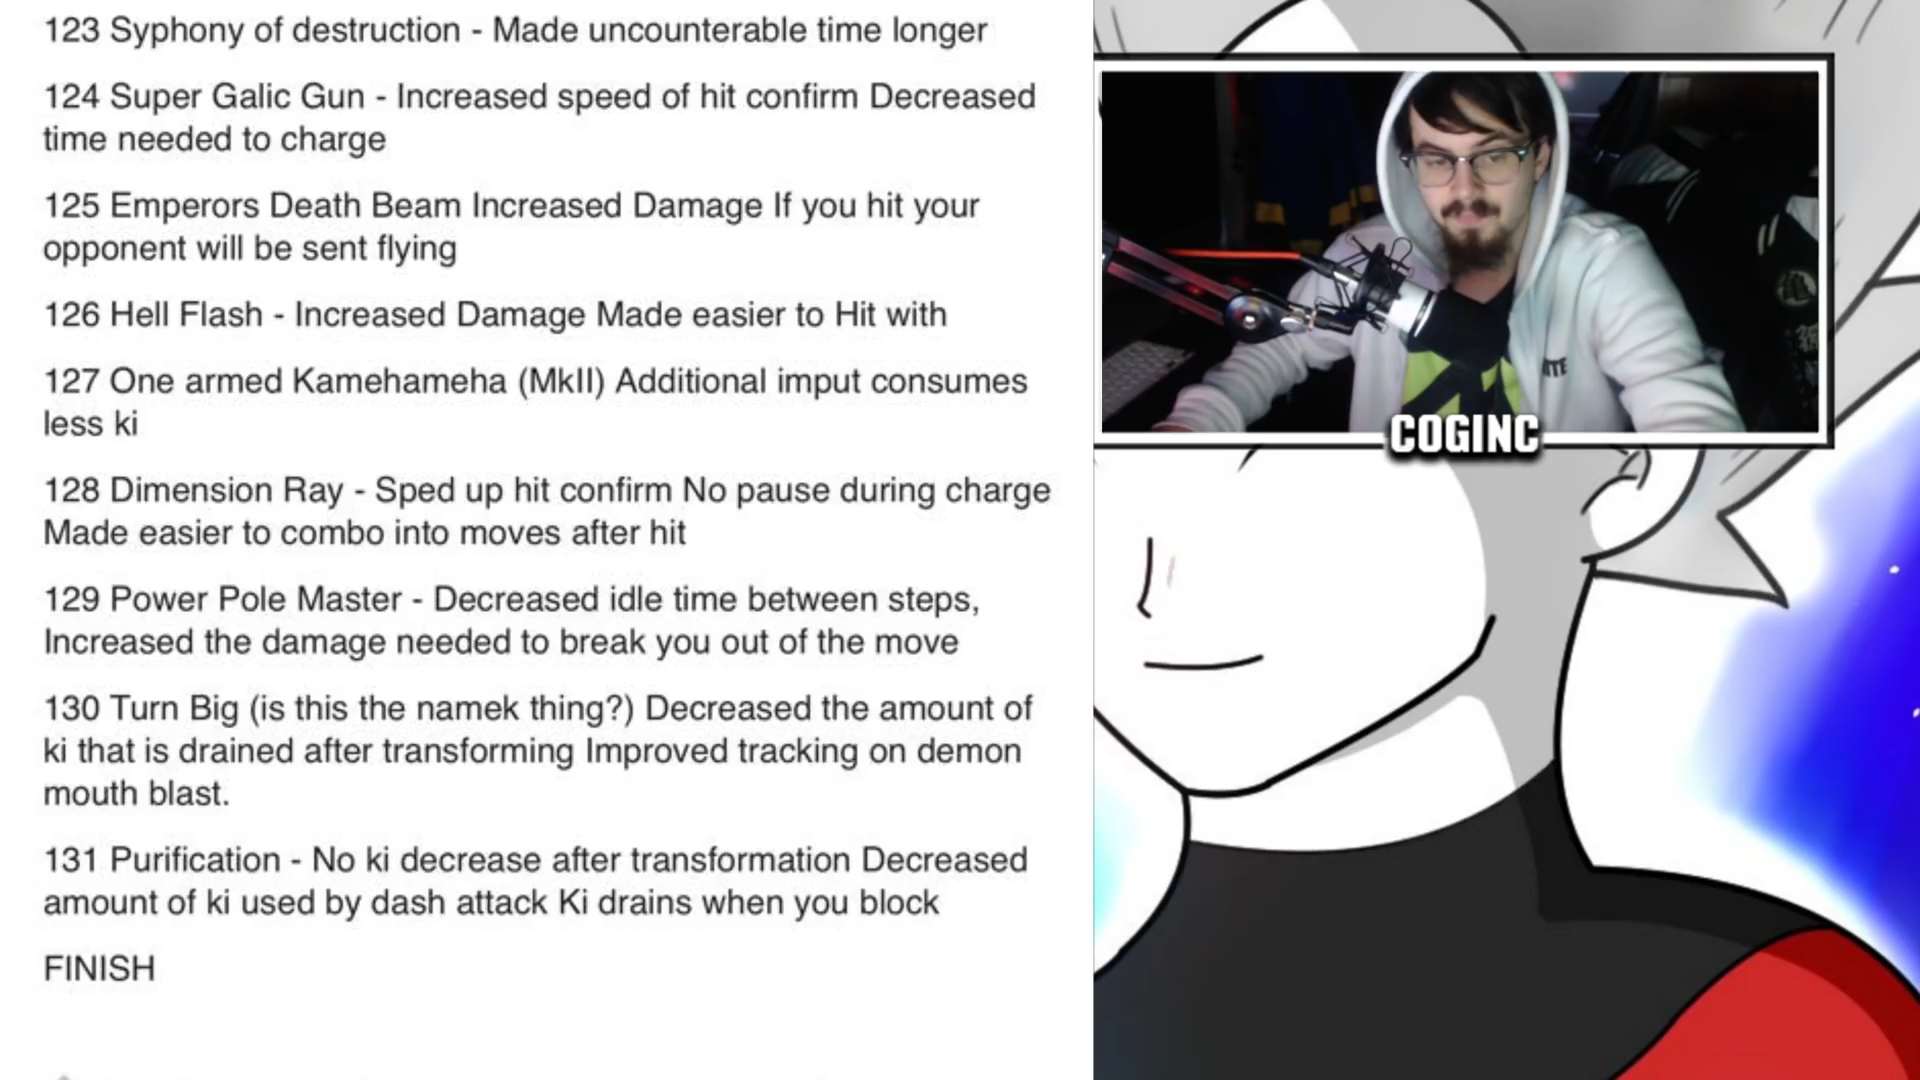 123 Syphony of destruction - Made uncounterable time longer
124 Super Galic Gun - Increased speed of hit confirm Decreased
time needed to charge
125 Emperors Death Beam Increased Damage If you hit your
opponent will be sent flying
126 Hell Flash - Increased Damage Made easier to Hit with
127 One armed Kamehameha (MkII) Additional imput consumes
less ki
128 Dimension Ray - Sped up hit confirm No pause during charge
Made easier to combo into moves after hit
129 Power Pole Master - Decreased idle time between steps,
Increased the damage needed to break you out of the move
130 Turn Big (is this the namek thing?) Decreased the amount of
ki that is drained after transforming Improved tracking on demon
mouth blast.
131 Purification - No ki decrease after transformation Decreased
amount of ki used by dash attack Ki drains when you block
FINISH
COGINC